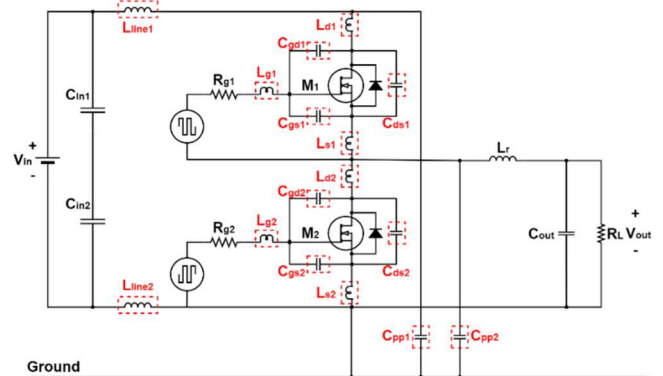 Lline1
Ld1
Cgd1
Lg1
Rg1
M1
Cin1
Cgs1
Cds1
Ls1
Lr
+
Vin
-
Ld2
Cgd2
Lg2
Rg2
M2
Cin2
Cout
RL
+
Vout
-
Cgs2
Cds2
Lline2
Ls2
Cpp1
Cpp2
Ground